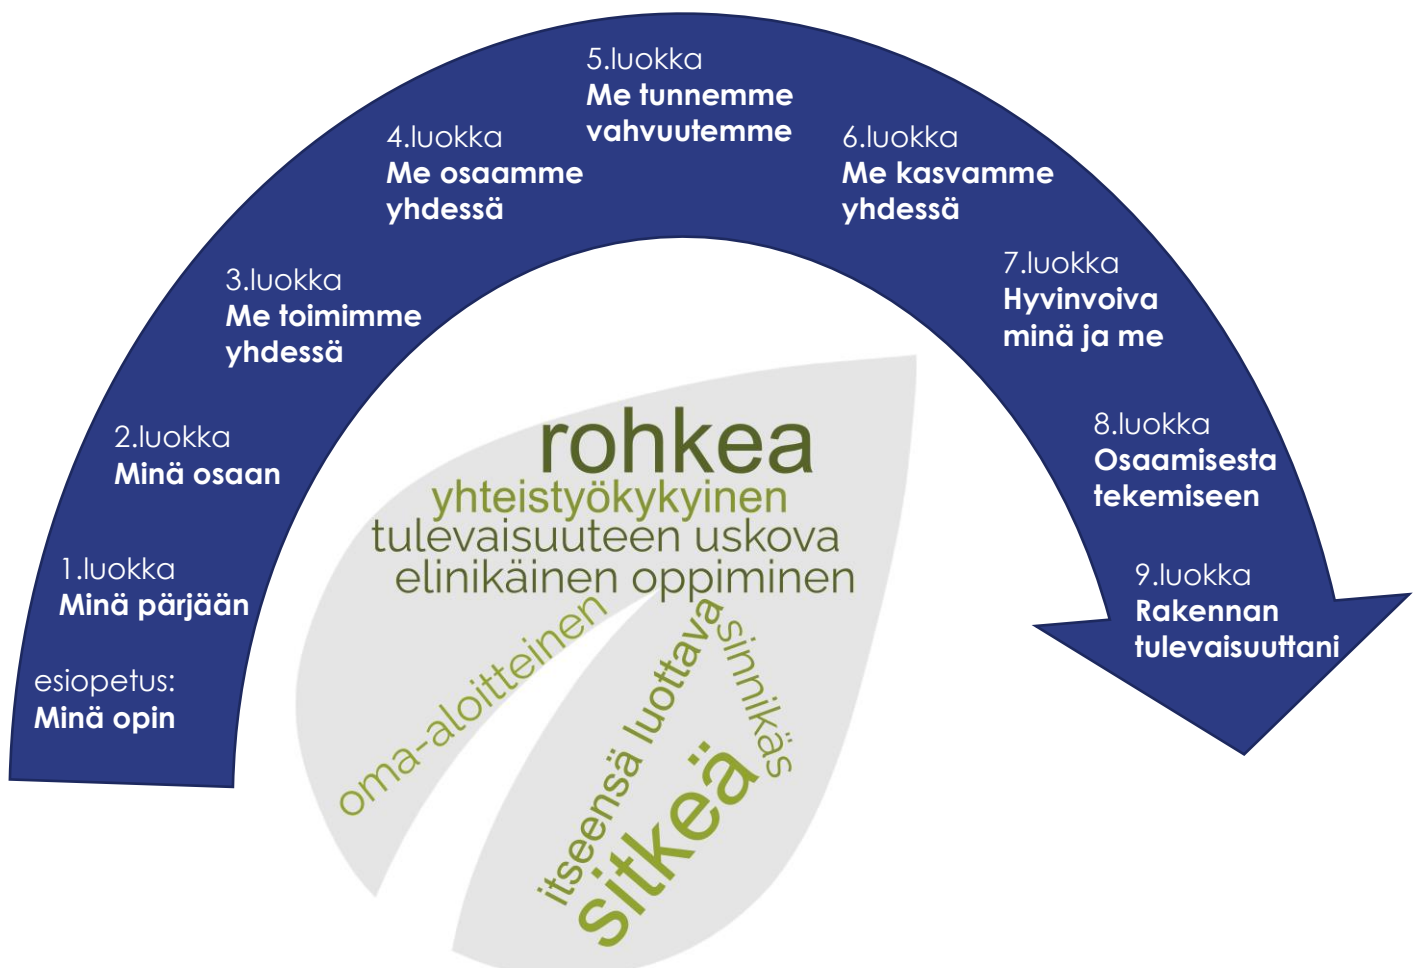 esiopetus:
Minä opin
1.luokka
Minä pärjään
2.luokka
Minä osaan
3.luokka
Me toimimme
yhdessä
4.luokka
Me osaamme
yhdessä
5.luokka
Me tunnemme
vahvuutemme
6.luokka
Me kasvamme
yhdessä
7.luokka
Hyvinvoiva
minä ja me
8.luokka
Osaamisesta
tekemiseen
9.luokka
Rakennan
tulevaisuuttani
rohkea
yhteistyökykyinen
tulevaisuuteen uskova
elinikäinen oppiminen
oma-aloitteinen
itseensä luottava
sinnikäs
sitkeä